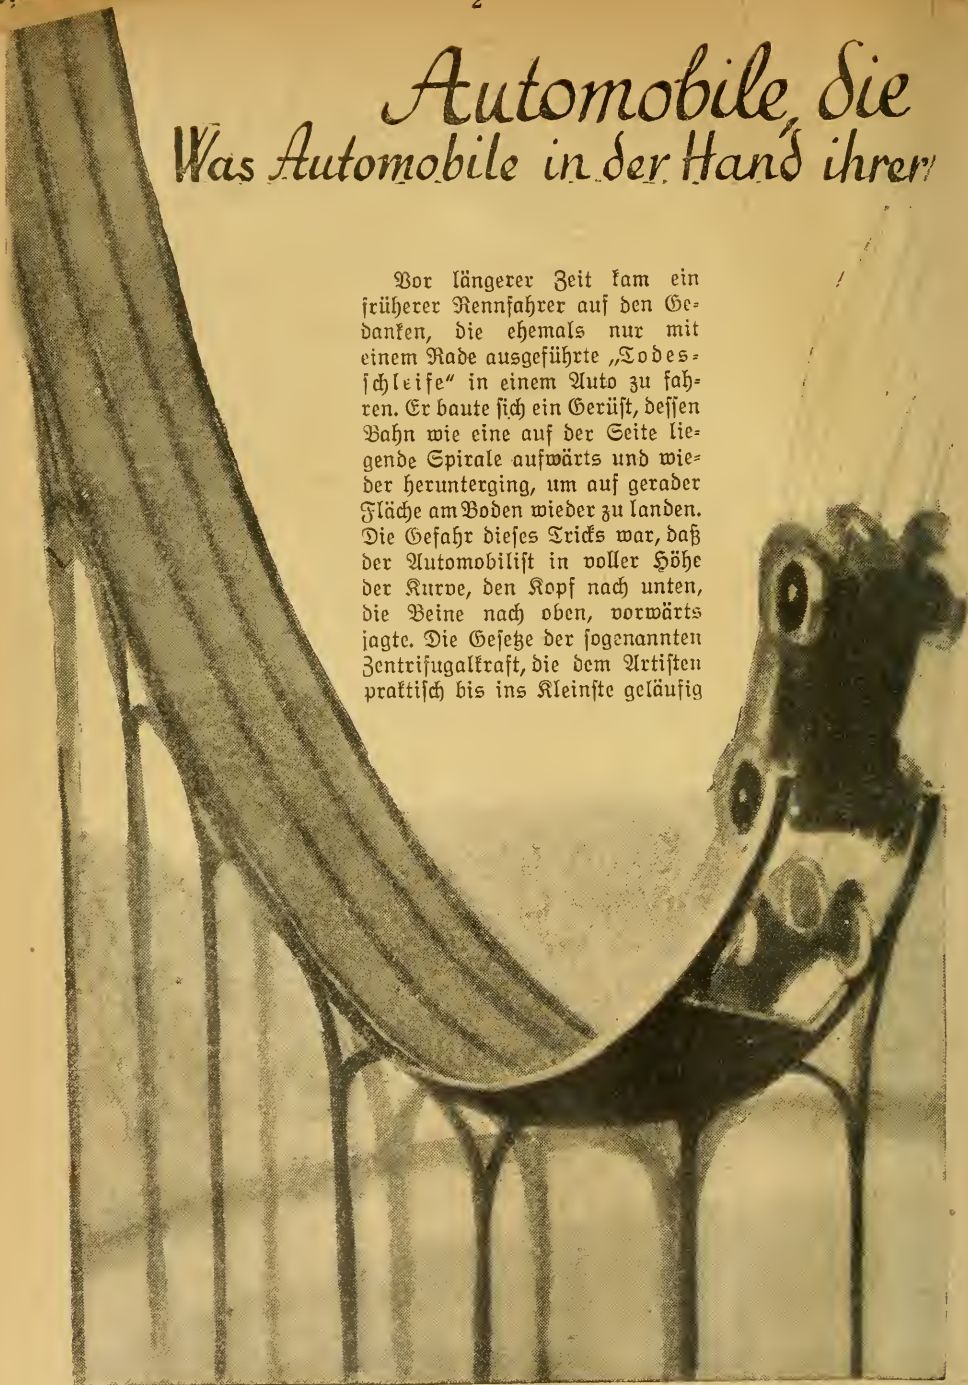 2
Automobile, die
Was Automobile in der Hand ihrer
Vor längerer Zeit kam ein
früherer Rennfahrer auf den Ge-
danken, die ehemals nur mit
einem Rade ausgeführte „Todes-
schleife“ in einem Auto zu fah-
ren. Er baute sich ein Gerüst, dessen
Bahn wie eine auf der Seite lie-
gende Spirale aufwärts und wie-
der herunterging, um auf gerader
Fläche am Boden wieder zu landen.
Die Gefahr dieses Tricks war, daß
der Automobilist in voller Höhe
der Kurve, den Kopf nach unten,
die Beine nach oben, vorwärts
jagte. Die Gesetze der sogenannten
Zentrifugalkraft, die dem Artisten
praktisch bis ins Kleinste geläufig